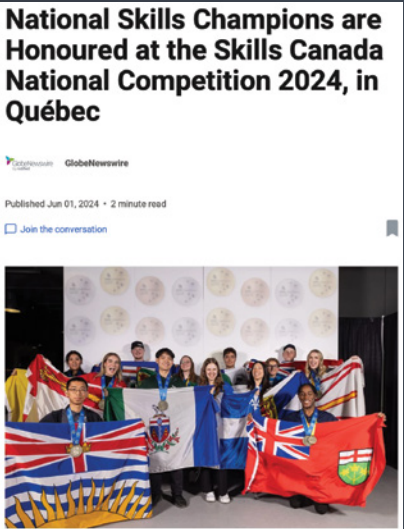 National Skills Champions are
Honoured at the Skills Canada
National Competition 2024, in
Québec
GlobeNewswire
GlobeNewswire
Published Jun 01, 2024 • 2 minute read
Join the conversation